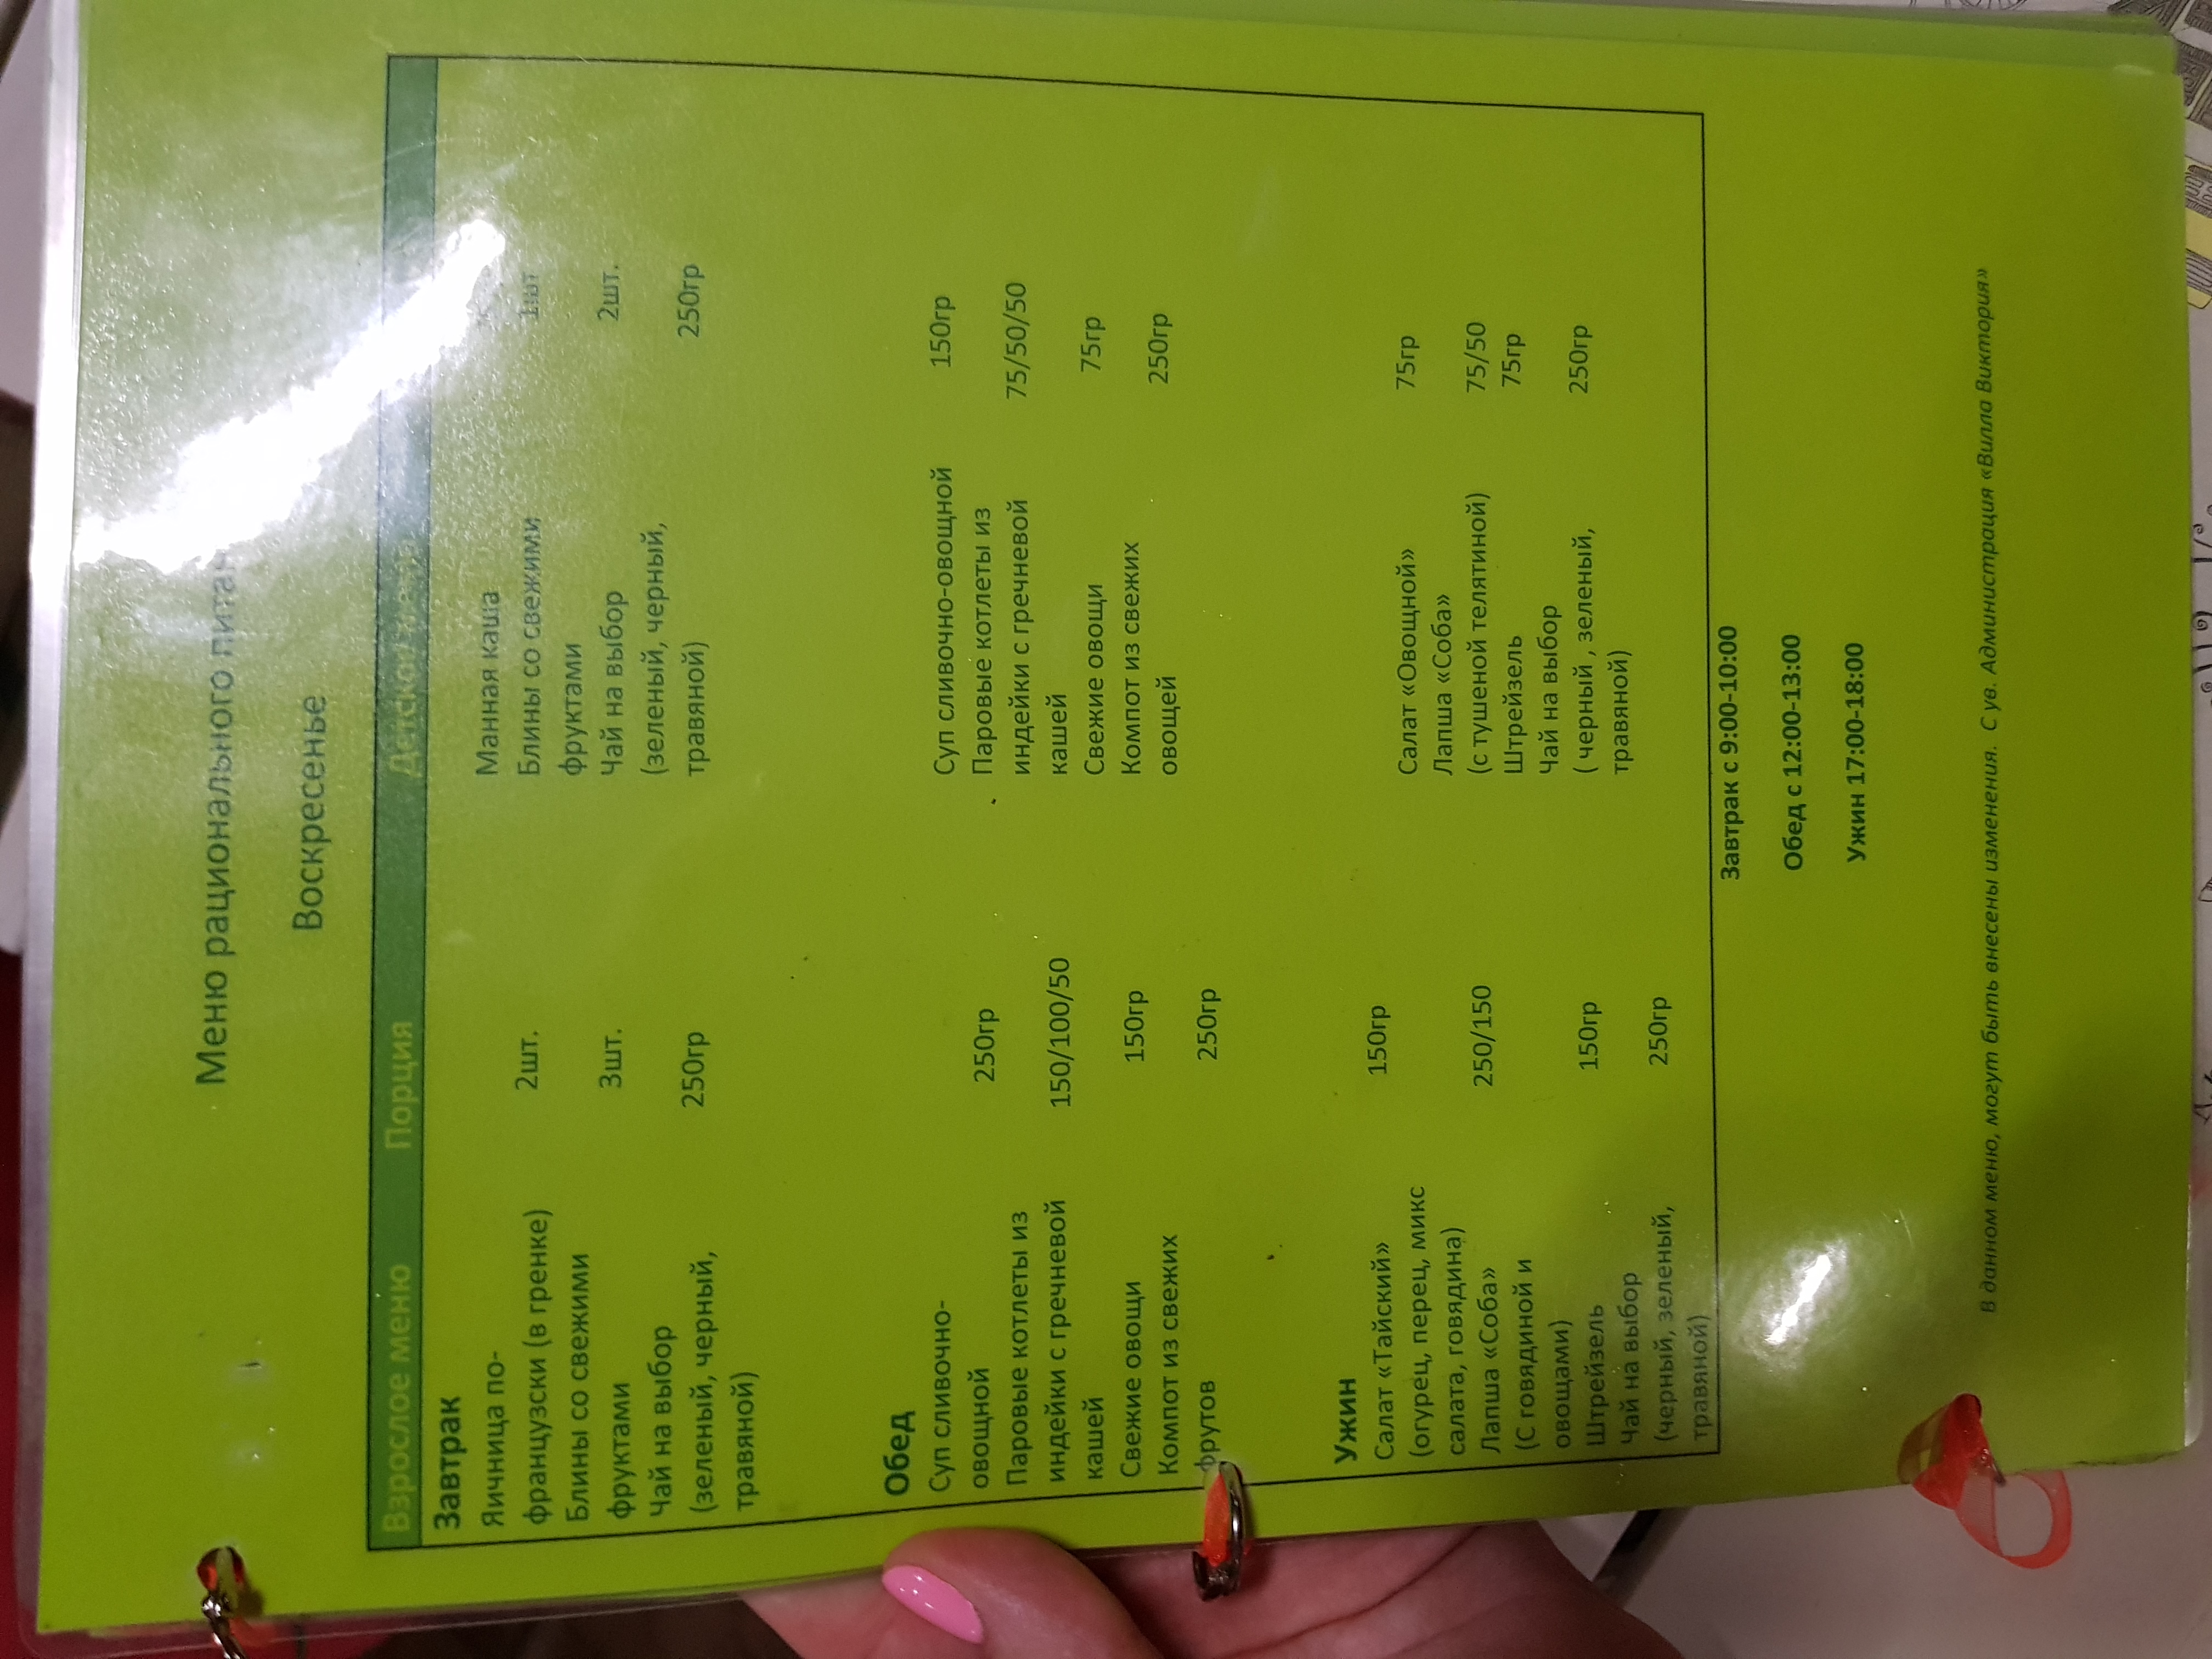 Меню рационального
Воскресенье
Взрослое меню Порция
Завтрак
Яичница по-
французски (в гренке) 2шт.
Блины со свежими
фруктами 3шт.
Чай на выбор
(зеленый, черный, 250гр
травяной)
Обед
Суп сливочно-
овощной 250гр
Паровые котлеты из
индейки с гречневой 150/100/50
кашей
Свежие овощи 150гр
Компот из свежих
фрутов 250гр
Ужин
Салат «Тайский» 150гр
(огурец, перец, микс
салата, говядина)
Лапша «Соба» 250/150
(С говядиной и
овощами)
Штрейзель 150гр
Чай на выбор
(черный, зеленый, 250гр
травяной)
Манная каша
Блины со свежими 1шт
фруктами
Чай на выбор 2шт.
(зеленый, черный,
травяной) 250гр
Суп сливочно-овощной 150гр
Паровые котлеты из
индейки с гречневой 75/50/50
кашей
Свежие овощи 75гр
Компот из свежих
овощей 250гр
Салат «Овощной» 75гр
Лапша «Соба»
(с тушеной телятиной) 75/50
Штрейзель 75гр
Чай на выбор
( черный , зеленый, 250гр
травяной)
Завтрак с 9:00-10:00
Обед с 12:00-13:00
Ужин 17:00-18:00
В данном меню, могут быть внесены изменения. С ув. Администрация «Вилла Виктория»